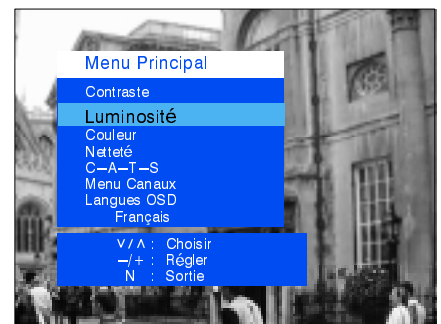 Menu Principal
Contraste
Luminosité
Couleur
Netteté
C–A–T–S
Menu Canaux
Langues OSD
Français
∨/∧ : Choisir
–/+ : Régler
N : Sortie